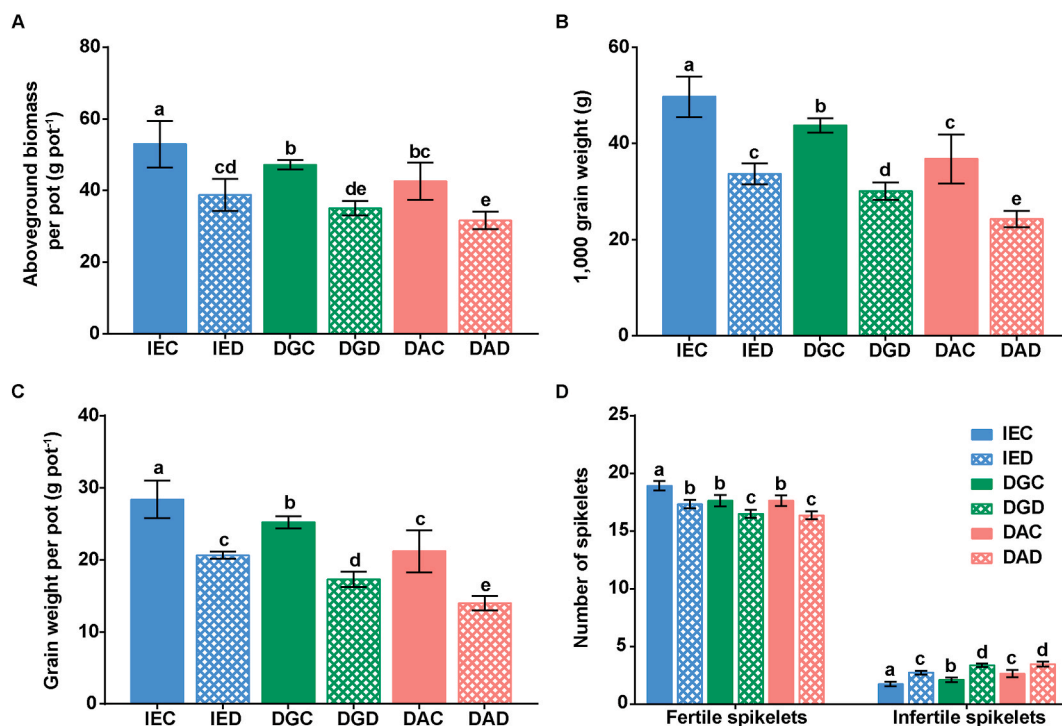 A
Aboveground biomass
per pot (g pot⁻¹)
80
60
40
20
0
a
cd
b
de
bc
e
IEC IED DGC DGD DAC DAD
B
1,000 grain weight (g)
60
40
20
0
a
c
b
d
c
e
IEC IED DGC DGD DAC DAD
C
Grain weight per pot (g pot⁻¹)
40
30
20
10
0
a
c
b
d
c
e
IEC IED DGC DGD DAC DAD
D
Number of spikelets
25
20
15
10
5
0
a b b c b c
a c b d c d
Fertile spikelets Infertile spikelets
IEC
IED
DGC
DGD
DAC
DAD